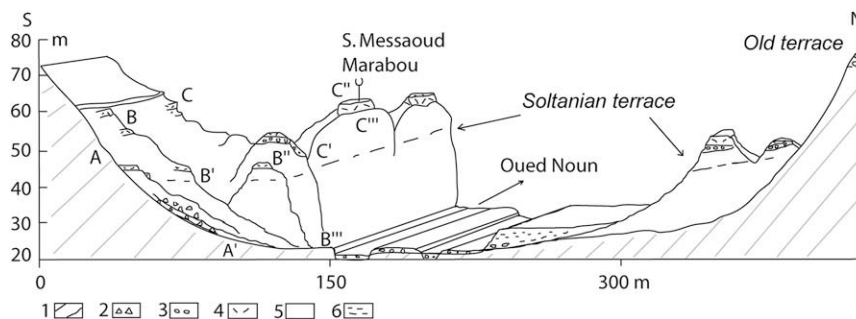 S
N
80
m
70
60
50
40
30
20
Old terrace
S. Messaoud
Marabou
Soltanian terrace
Oued Noun
C
B
A
B'
A'
B"
B'''
C'
C"
C'''
0
150
300 m
1
2
3
4
5
6